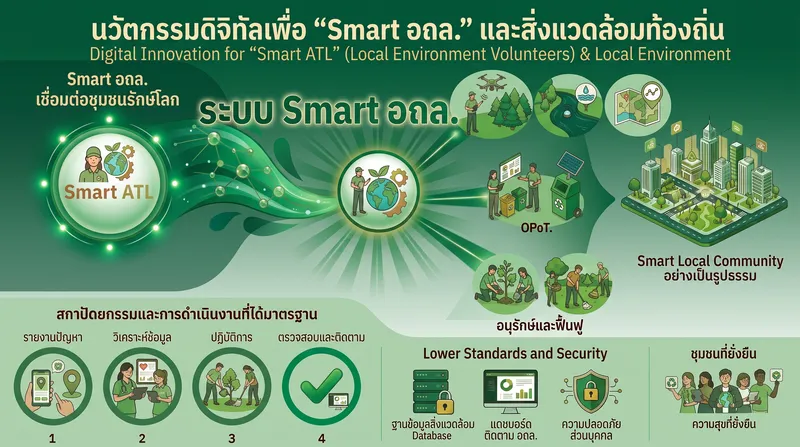 นวัตกรรมดิจิทัลเพื่อ “Smart อถล.” และสิ่งแวดล้อมท้องถิ่น
Digital Innovation for “Smart ATL” (Local Environment Volunteers) & Local Environment
Smart อถล.
เชื่อมต่อชุมชนรักษ์โลก
ระบบ Smart อถล.
Smart ATL
OPoT.
Smart Local Community
อย่างเป็นรูปธรรม
อนุรักษ์และฟื้นฟู
สถาปัตยกรรมและการดำเนินงานที่ได้มาตรฐาน
รายงานปัญหา
วิเคราะห์ข้อมูล
ปฏิบัติการ
ตรวจสอบและติดตาม
1
2
3
4
Lower Standards and Security
ฐานข้อมูลสิ่งแวดล้อม
Database
แดชบอร์ด
ติดตาม อถล.
ความปลอดภัย
ส่วนบุคคล
ชุมชนที่ยั่งยืน
ความสุขที่ยั่งยืน